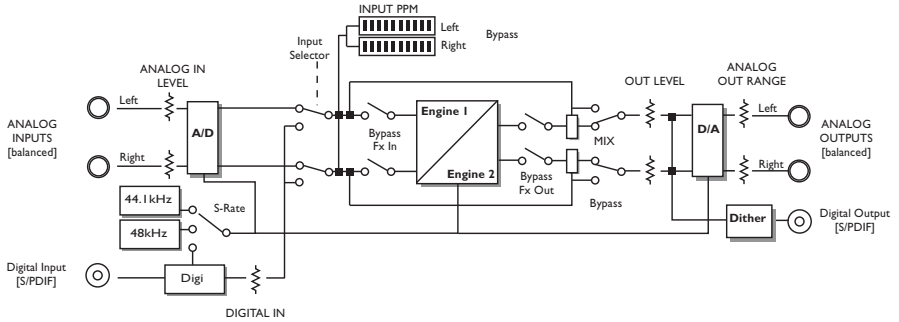 INPUT PPM
Left
Right
Bypass
Input
Selector
ANALOG IN
LEVEL
OUT LEVEL
ANALOG
OUT RANGE
Left
ANALOG
INPUTS
[balanced]
A/D
Bypass
Fx In
Engine 1
Engine 2
MIX
D/A
Left
ANALOG
OUTPUTS
[balanced]
Right
Bypass
Fx Out
Bypass
Right
44.1kHz
48kHz
S-Rate
Dither
Digital Output
[S/PDIF]
Digital Input
[S/PDIF]
Digi
DIGITAL IN